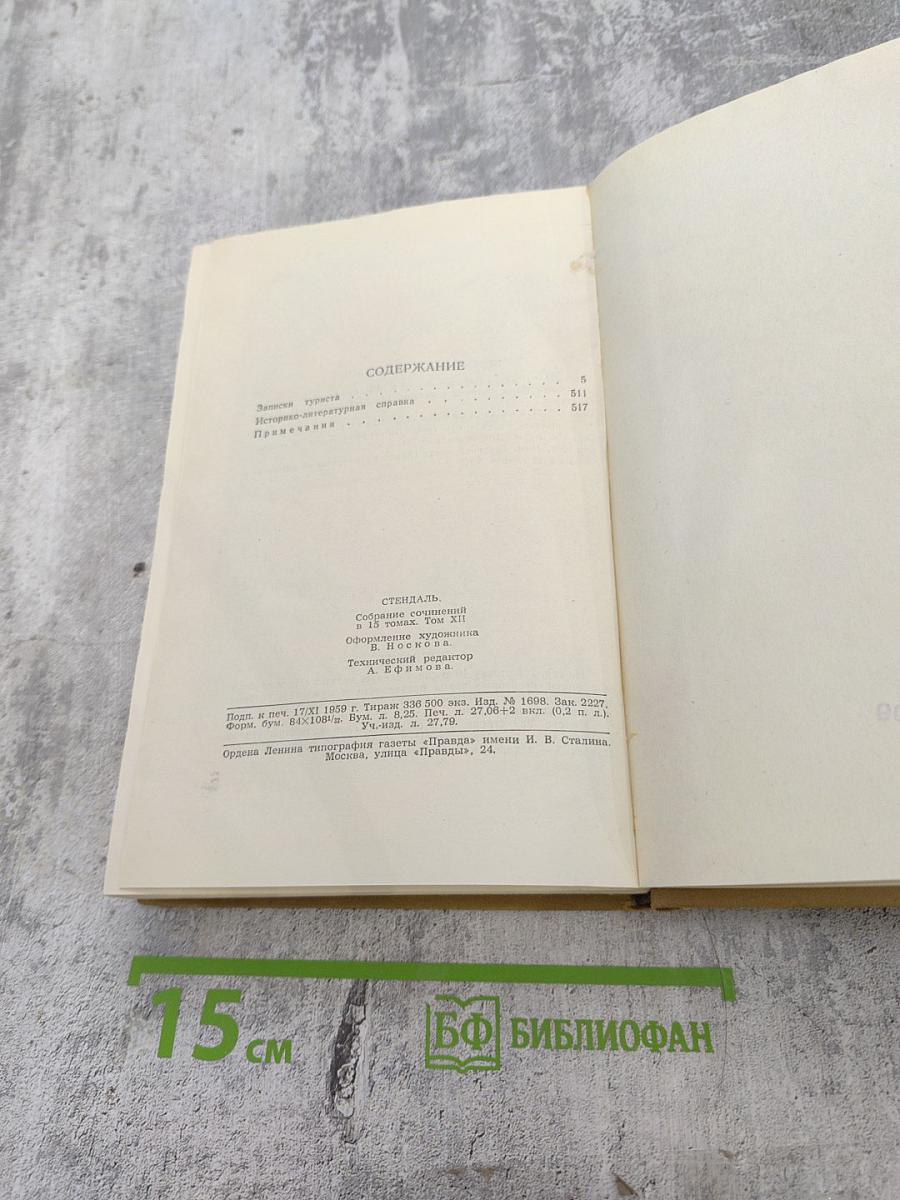 СОДЕРЖАНИЕ
Записки туриста . . . . . . . . . . . . . . . . 5
Историко-литературная справка . . . . . . . . . . 511
Примечания . . . . . . . . . . . . . . . . 517
СТЕНДАЛЬ.
Собрание сочинений
в 15 томах. Том XII
Оформление художника
В. Носкова.
Технический редактор
А. Ефимова.
Подп. к печ. 17/XI 1959 г. Тираж 336 500 экз. Изд. № 1698. Зак. 2227.
Форм. бум. 84×108¹/₃₂. Бум. л. 8,25. Печ. л. 27,06+2 вкл. (0,2 п. л.).
Уч.-изд. л. 27,79.
Ордена Ленина типография газеты «Правда» имени И. В. Сталина.
Москва, улица «Правды», 24.
15 см
БФ БИБЛИОФАН